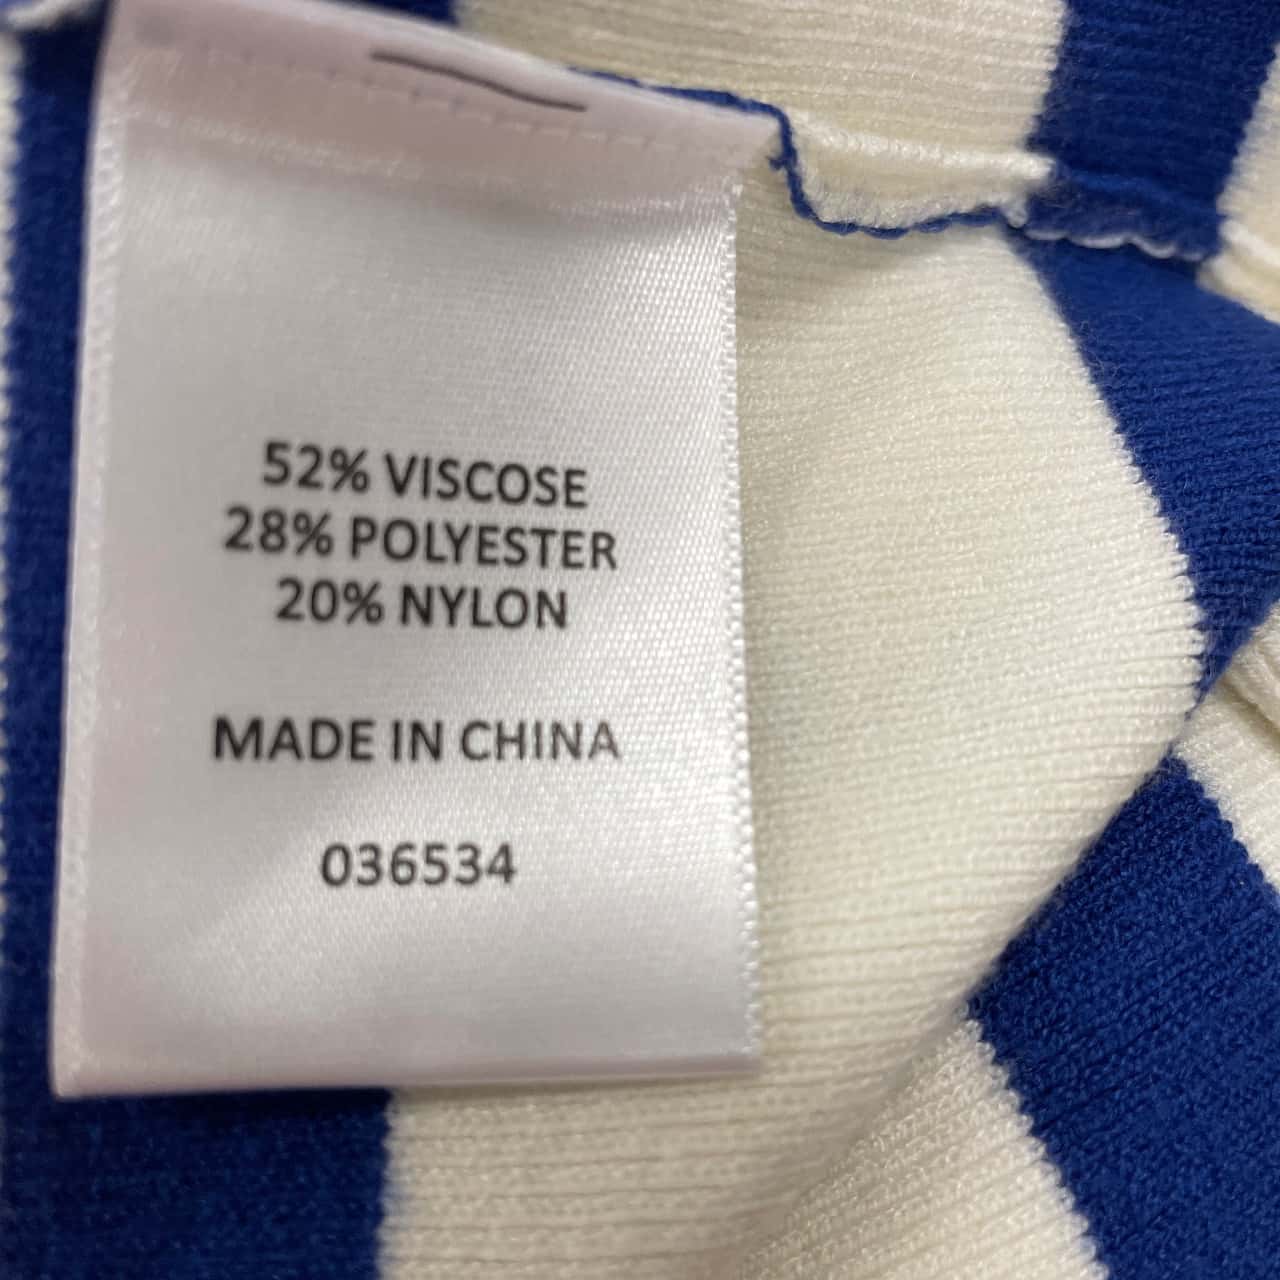 52% VISCOSE
28% POLYESTER
20% NYLON
MADE IN CHINA
036534